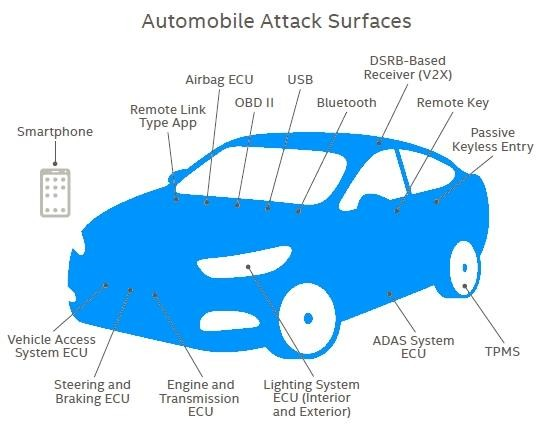 Automobile Attack Surfaces
DSRB-Based
Receiver (V2X)
Airbag ECU
USB
OBD II
Bluetooth
Remote Key
Remote Link
Type App
Smartphone
Passive
Keyless Entry
Vehicle Access
System ECU
ADAS System
ECU
TPMS
Steering and
Braking ECU
Engine and
Transmission
ECU
Lighting System
ECU (Interior
and Exterior)